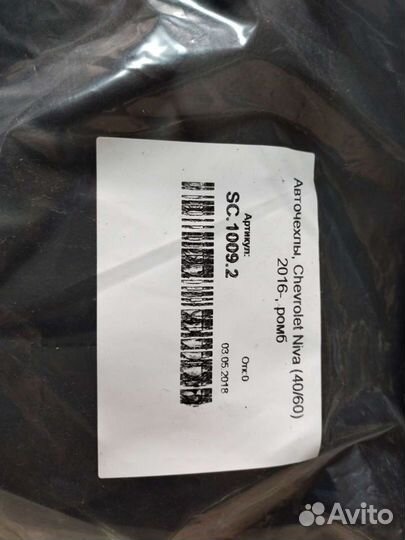 Авточехлы, Chevrolet Niva (40/60)
2016-, ромб
Артикул:
SC.1009.2
Отк:0
03.05.2018
Avito